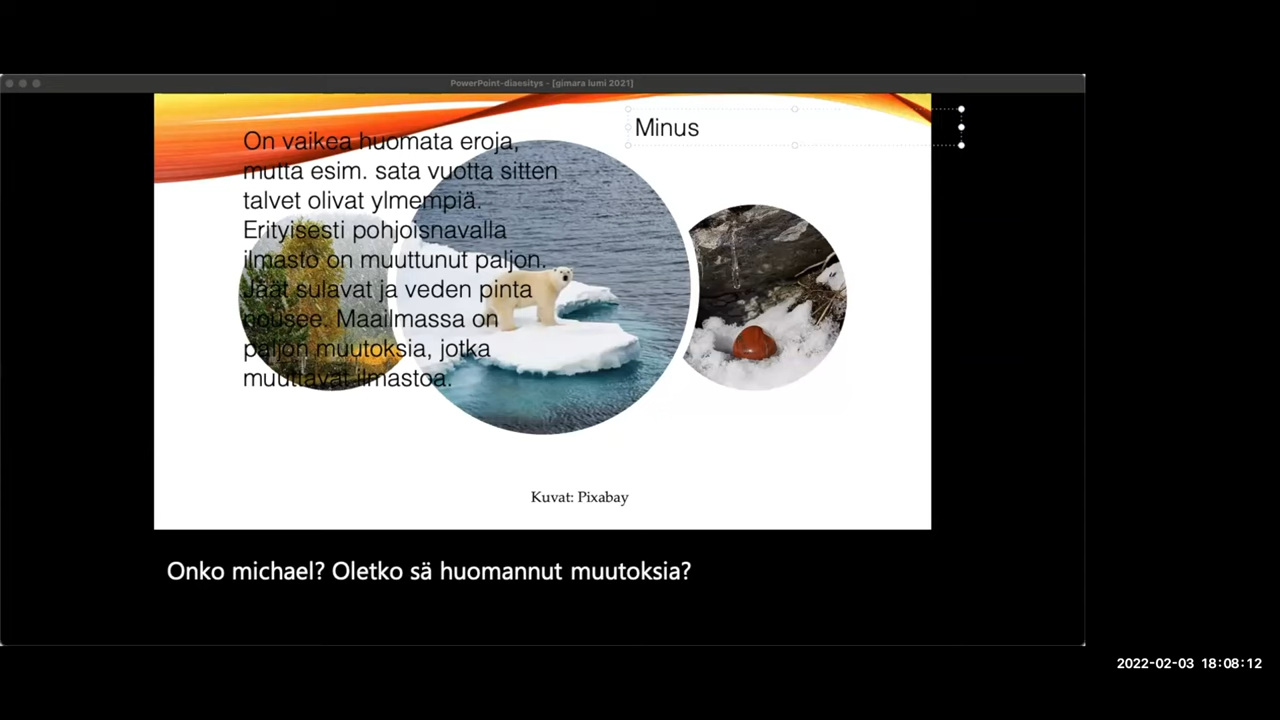 PowerPoint-diaesitys - [gimara lumi 2021]
Minus
On vaikea huomata eroja,
mutta esim. sata vuotta sitten
talvet olivat ylmempiä.
Erityisesti pohjoisnavalla
ilmasto on muuttunut paljon.
Jäät sulavat ja veden pinta
nousee. Maailmassa on
paljon muutoksia, jotka
muuttavat ilmastoa.
Kuvat: Pixabay
Onko michael? Oletko sä huomannut muutoksia?
2022-02-03 18:08:12